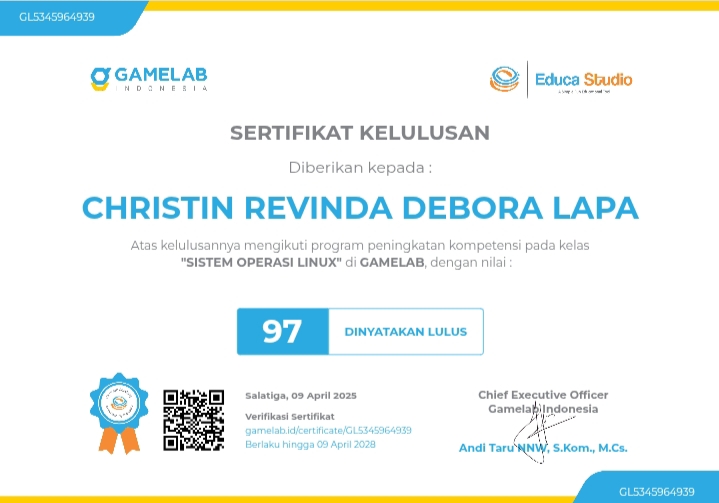 GL5345964939
GAMELAB
INDONESIA
Educa Studio
SERTIFIKAT KELULUSAN
Diberikan kepada :
CHRISTIN REVINDA DEBORA LAPA
Atas kelulusannya mengikuti program peningkatan kompetensi pada kelas
"SISTEM OPERASI LINUX" di GAMELAB, dengan nilai :
97 DINYATAKAN LULUS
Salatiga, 09 April 2025
Verifikasi Sertifikat
gamelab.id/certificate/GL5345964939
Berlaku hingga 09 April 2028
Chief Executive Officer
Gamelab Indonesia
Andi Taru NNW, S.Kom., M.Cs.
GL5345964939